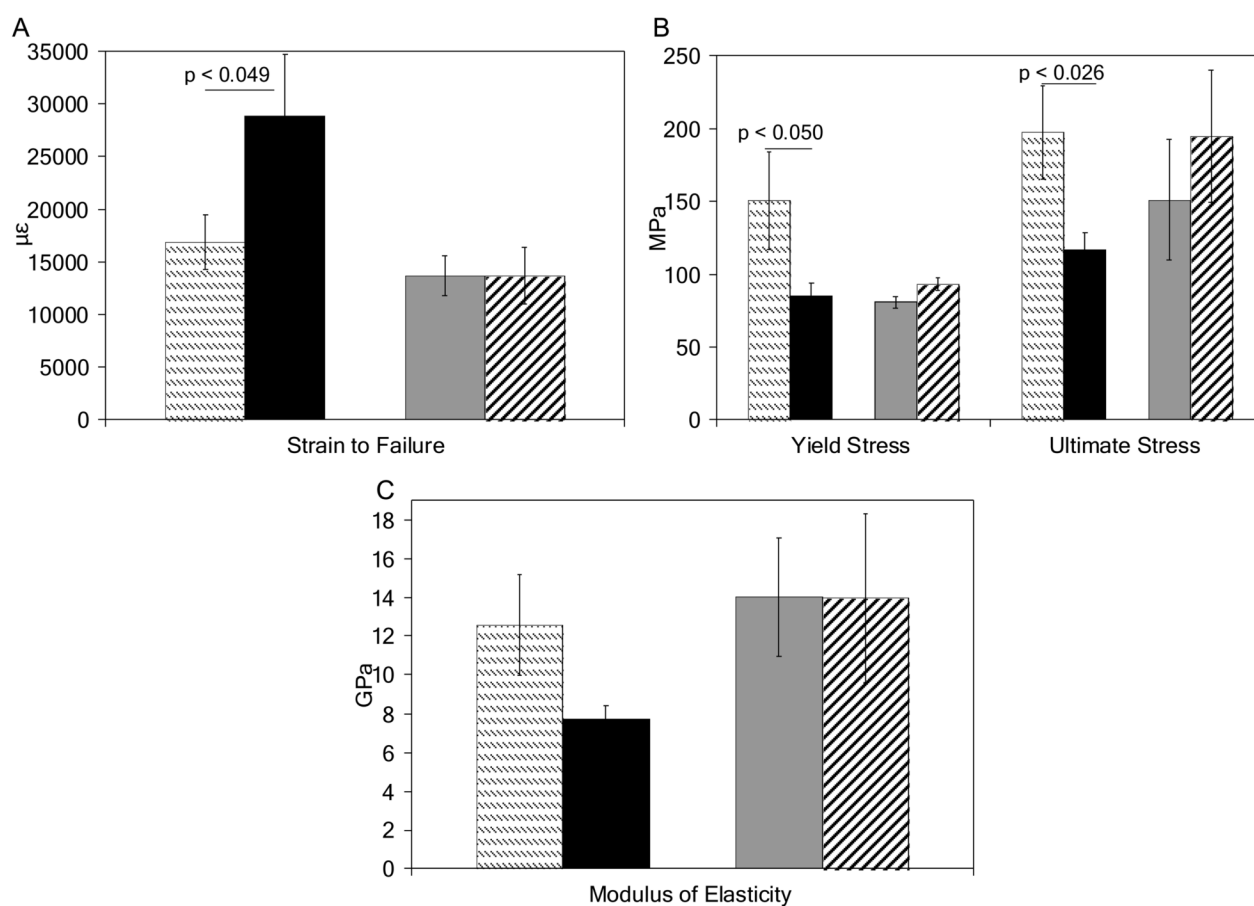 A
35000
30000
25000
20000
15000
10000
5000
0
με
p < 0.049
Strain to Failure
B
250
200
150
100
50
0
MPa
p < 0.050
p < 0.026
Yield Stress
Ultimate Stress
C
18
16
14
12
10
8
6
4
2
0
GPa
Modulus of Elasticity